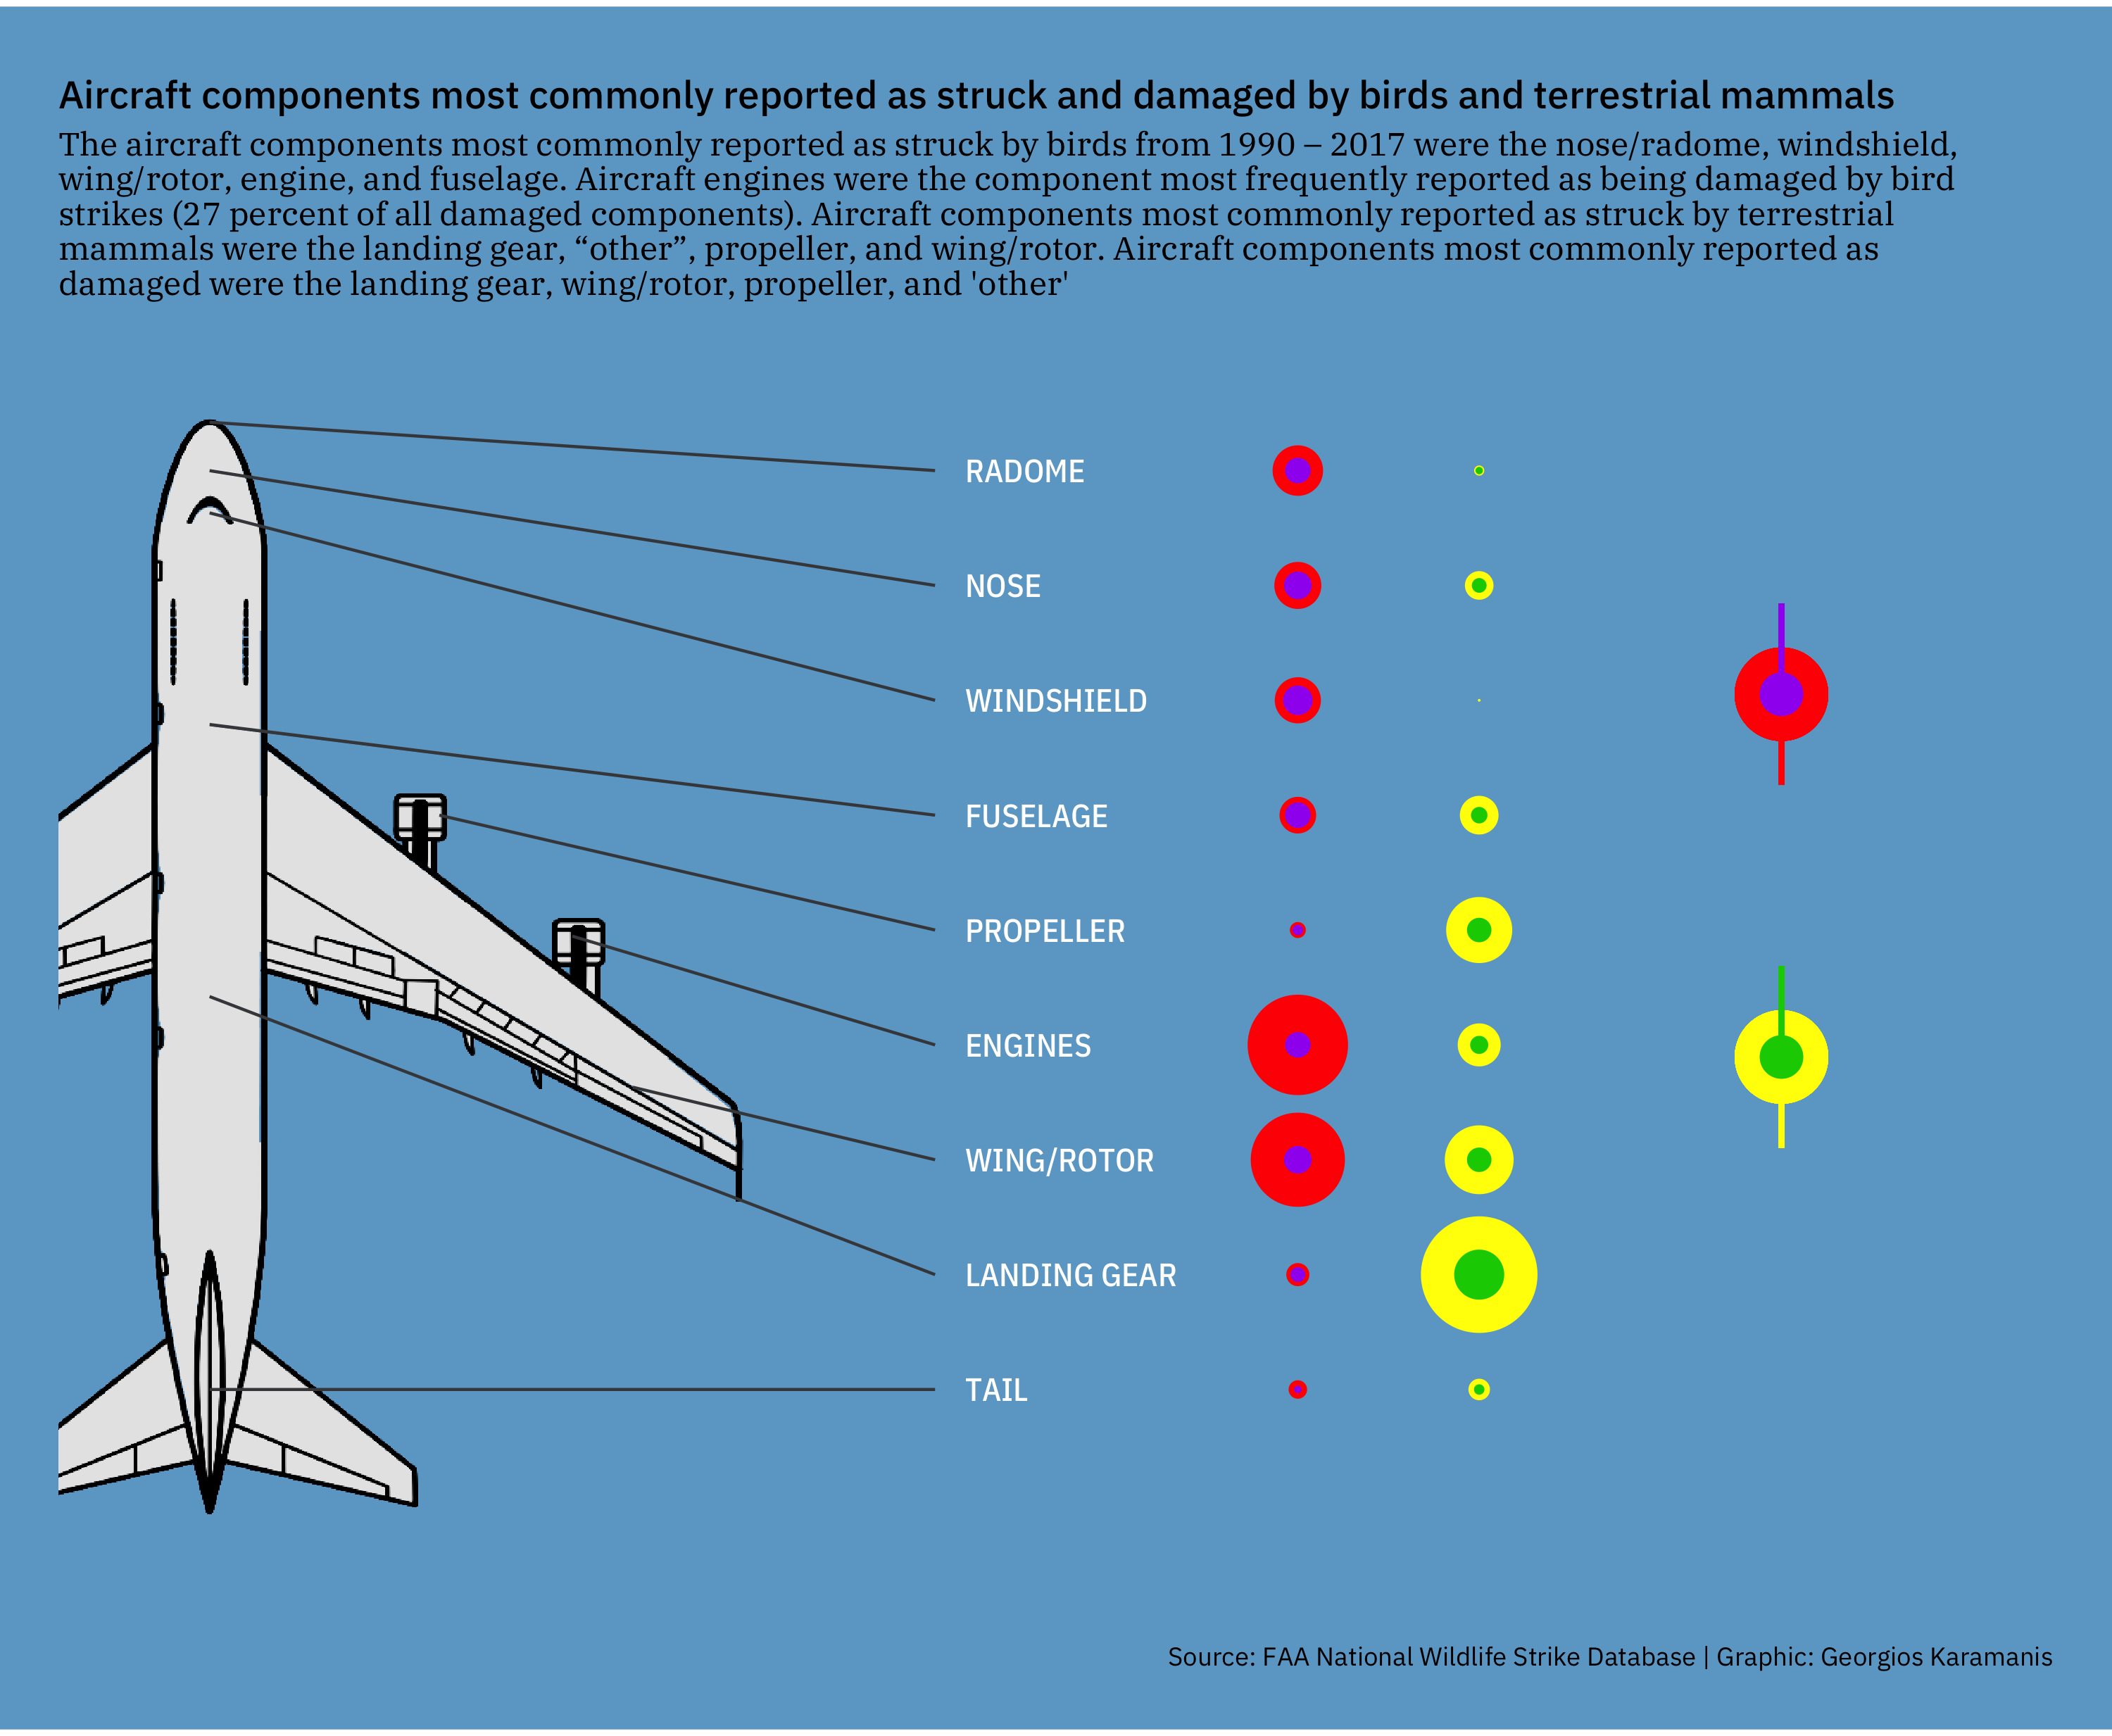 Aircraft components most commonly reported as struck and damaged by birds and terrestrial mammals
The aircraft components most commonly reported as struck by birds from 1990 – 2017 were the nose/radome, windshield,
wing/rotor, engine, and fuselage. Aircraft engines were the component most frequently reported as being damaged by bird
strikes (27 percent of all damaged components). Aircraft components most commonly reported as struck by terrestrial
mammals were the landing gear, “other”, propeller, and wing/rotor. Aircraft components most commonly reported as
damaged were the landing gear, wing/rotor, propeller, and 'other'
RADOME
NOSE
WINDSHIELD
FUSELAGE
PROPELLER
ENGINES
WING/ROTOR
LANDING GEAR
TAIL
Source: FAA National Wildlife Strike Database | Graphic: Georgios Karamanis